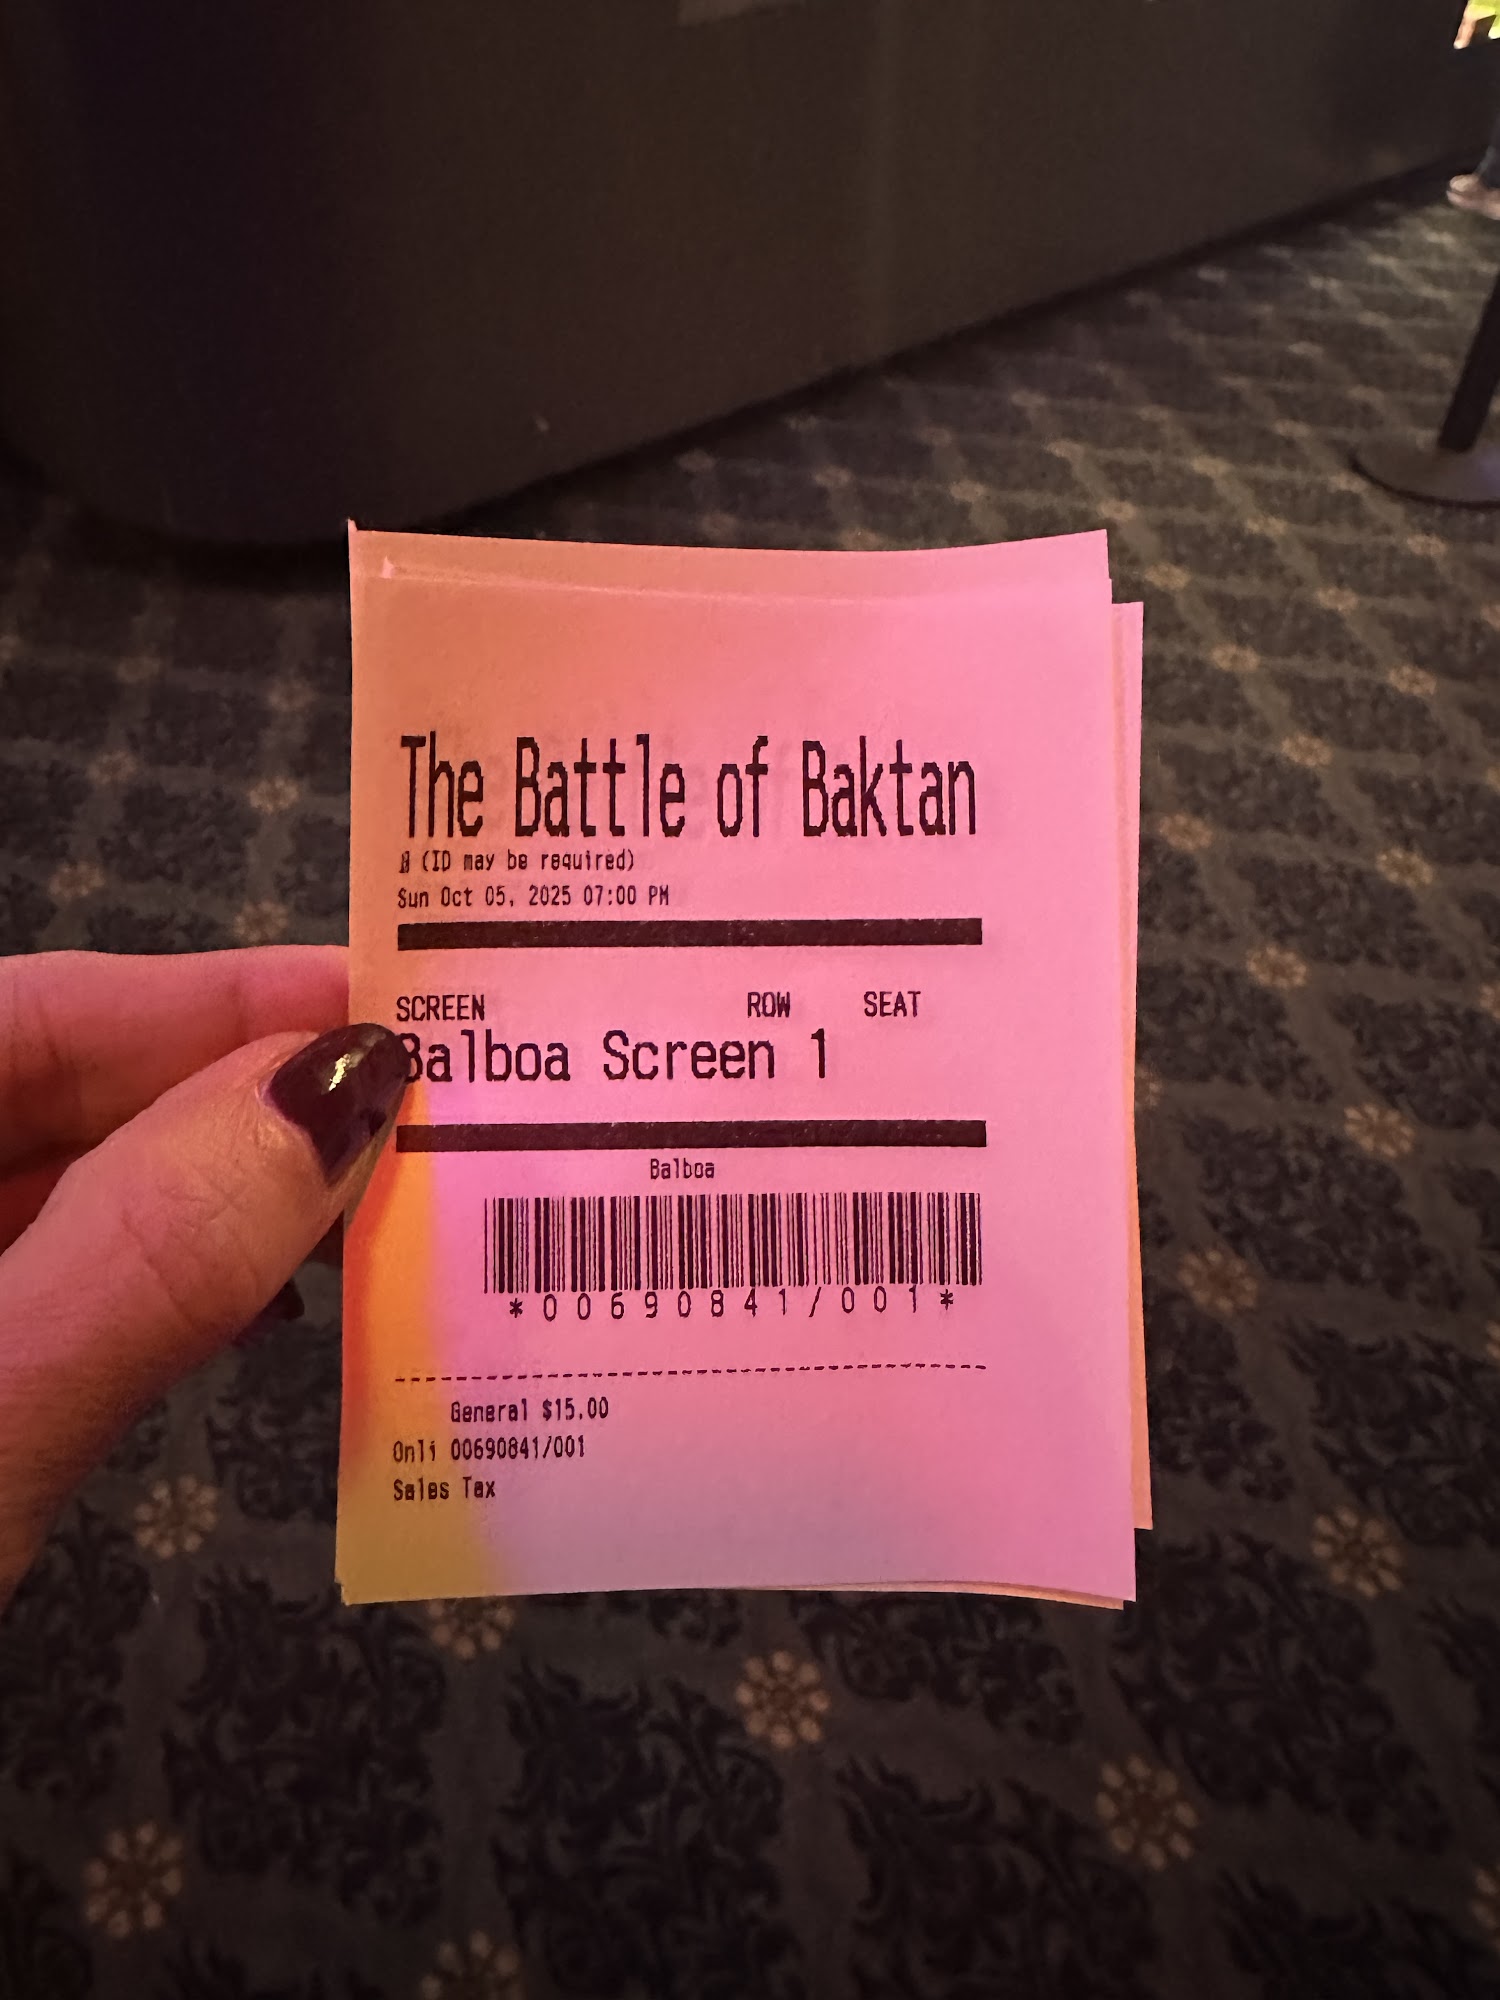 The Battle of Baktan
(ID may be required)
Sun Oct 05, 2025 07:00 PM
SCREEN ROW SEAT
Balboa Screen 1
Balboa
*00690841/001*
General $15.00
Onli 00690841/001
Sales Tax